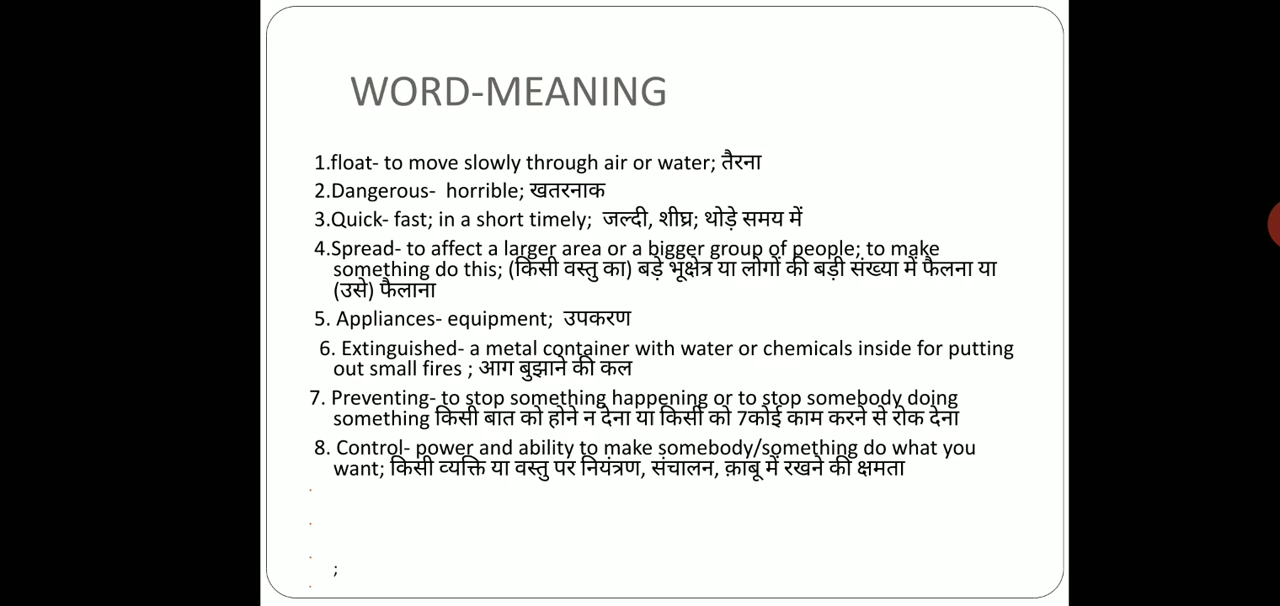 WORD-MEANING
1.float- to move slowly through air or water; तैरना
2.Dangerous- horrible; खतरनाक
3.Quick- fast; in a short timely; जल्दी, शीघ्र; थोड़े समय में
4.Spread- to affect a larger area or a bigger group of people; to make
something do this; (किसी वस्तु का) बड़े भूक्षेत्र या लोगों की बड़ी संख्या में फैलना या
(उसे) फैलाना
5. Appliances- equipment; उपकरण
6. Extinguished- a metal container with water or chemicals inside for putting
out small fires ; आग बुझाने की कल
7. Preventing- to stop something happening or to stop somebody doing
something किसी बात को होने न देना या किसी को 7कोई काम करने से रोक देना
8. Control- power and ability to make somebody/something do what you
want; किसी व्यक्ति या वस्तु पर नियंत्रण, संचालन, क़ाबू में रखने की क्षमता
;